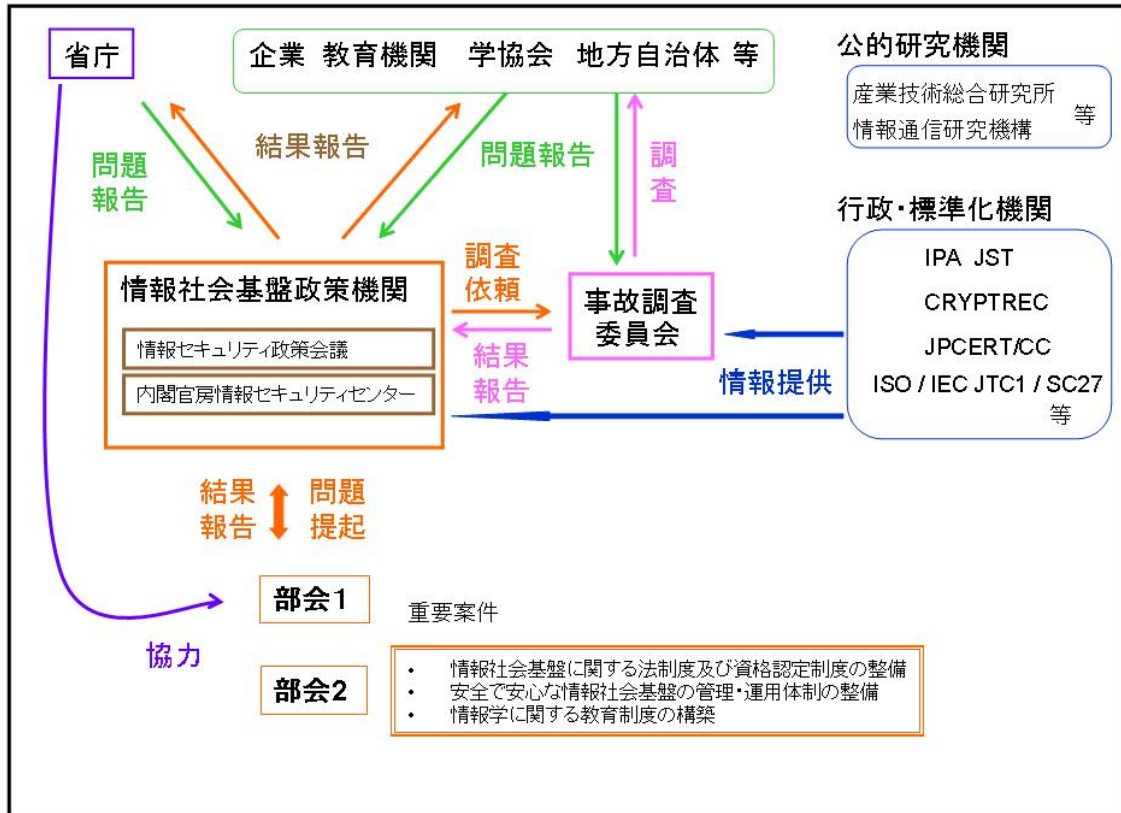 省庁
企業 教育機関 学協会 地方自治体 等
公的研究機関
産業技術総合研究所
情報通信研究機構
等
問題
報告
結果報告
問題報告
調
査
行政・標準化機関
IPA JST
CRYPTREC
JPCERT/CC
ISO / IEC JTC1 / SC27
等
情報社会基盤政策機関
情報セキュリティ政策会議
内閣官房情報セキュリティセンター
調査
依頼
結果
報告
事故調査
委員会
情報提供
結果
報告
問題
提起
協力
部会１
重要案件
部会2
• 情報社会基盤に関する法制度及び資格認定制度の整備
• 安全で安心な情報社会基盤の管理・運用体制の整備
• 情報学に関する教育制度の構築